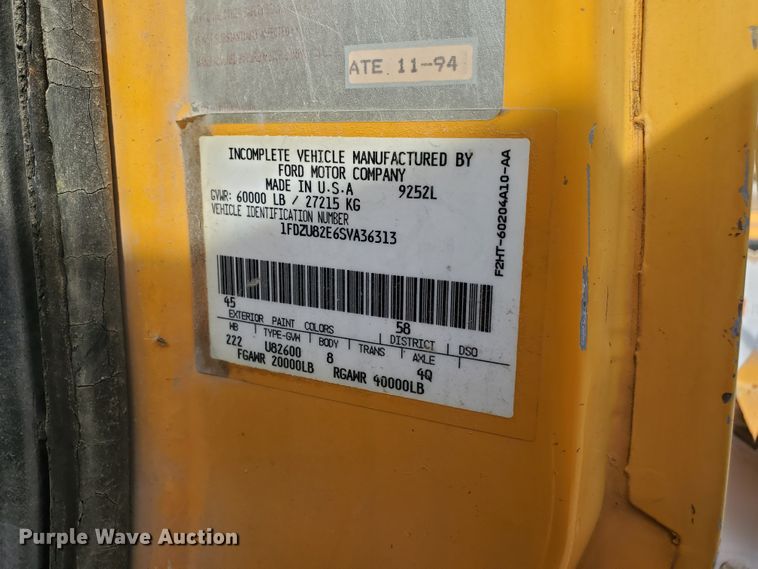 ATE 11-94
INCOMPLETE VEHICLE MANUFACTURED BY
FORD MOTOR COMPANY
MADE IN U.S.A 9252L
GVWR: 60000 LB / 27215 KG
VEHICLE IDENTIFICATION NUMBER
1FDZU82E6SVA36313
F2HT-60204A10-AA
45 58
EXTERIOR PAINT COLORS DISTRICT DSO
WB TYPE-GVW BODY TRANS AXLE
222 U82600 8 4Q
FGAWR 20000LB RGAWR 40000LB
Purple Wave Auction